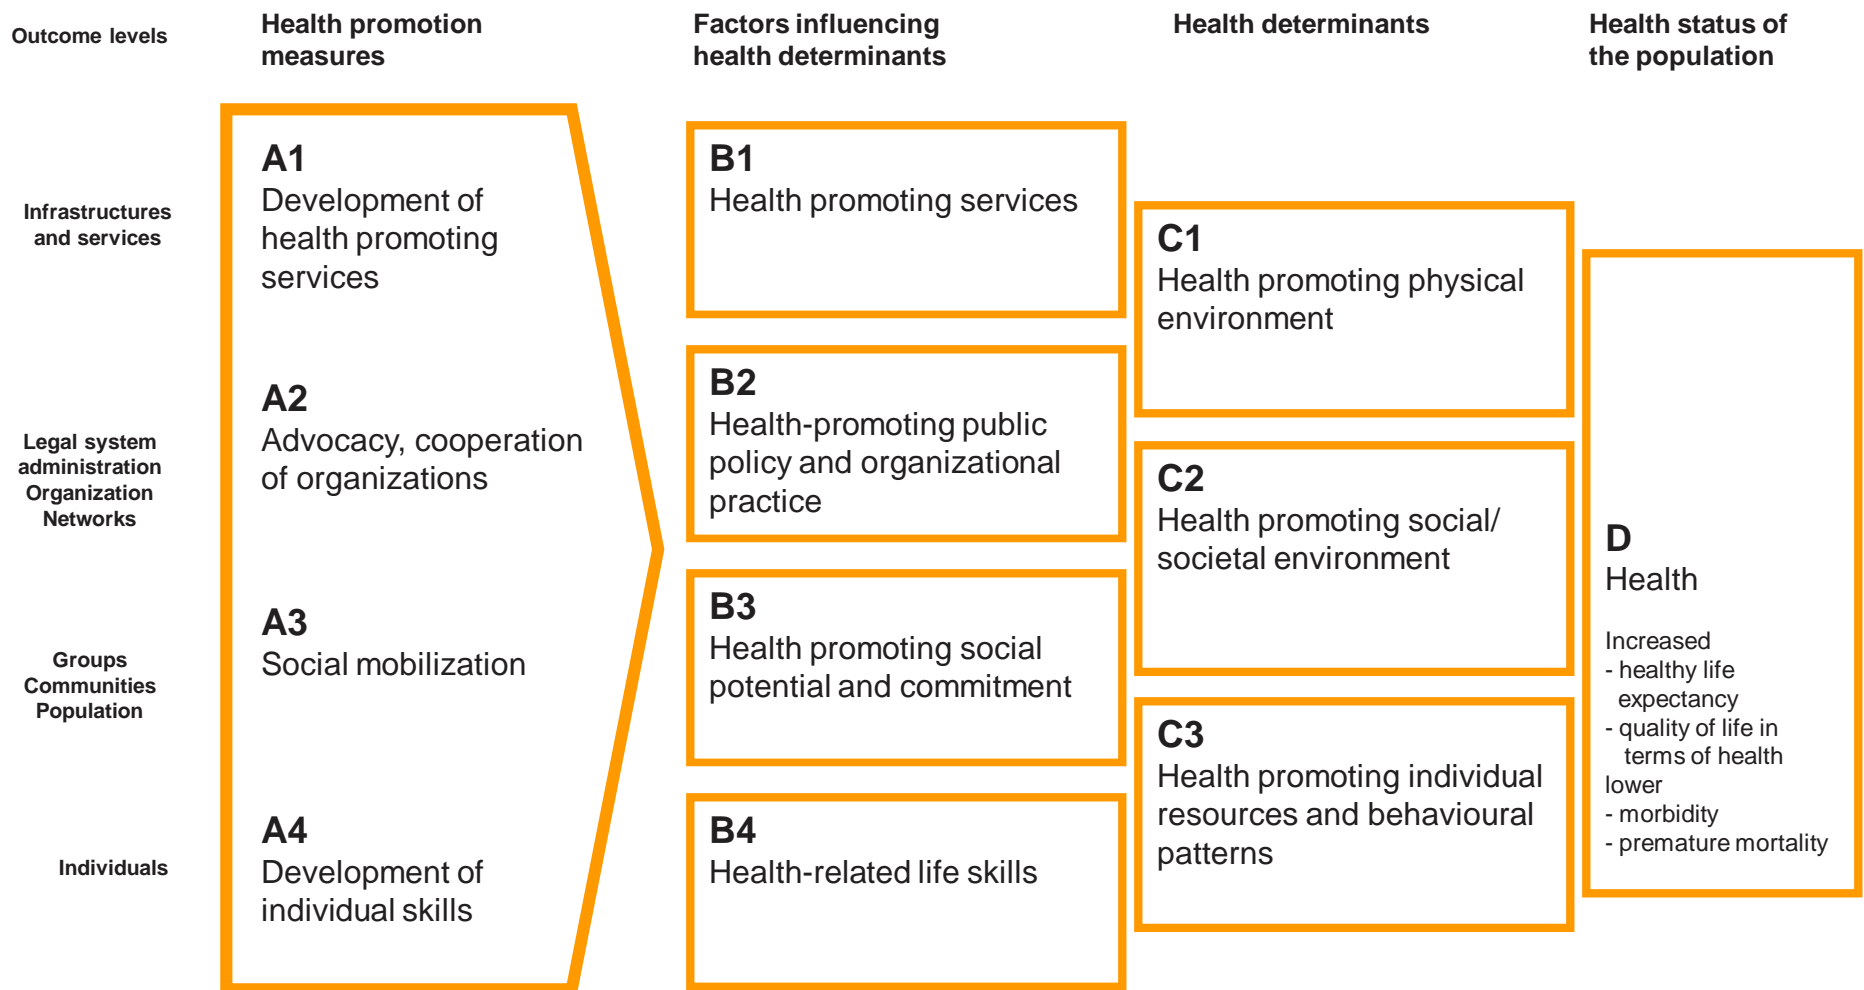 Outcome levels
Health promotion
measures
Factors influencing
health determinants
Health determinants
Health status of
the population
Infrastructures
and services
A1
Development of
health promoting
services
B1
Health promoting services
C1
Health promoting physical
environment
Legal system
administration
Organization
Networks
A2
Advocacy, cooperation
of organizations
B2
Health-promoting public
policy and organizational
practice
C2
Health promoting social/
societal environment
Groups
Communities
Population
A3
Social mobilization
B3
Health promoting social
potential and commitment
C3
Health promoting individual
resources and behavioural
patterns
Individuals
A4
Development of
individual skills
B4
Health-related life skills
D
Health
Increased
- healthy life
expectancy
- quality of life in
terms of health
lower
- morbidity
- premature mortality